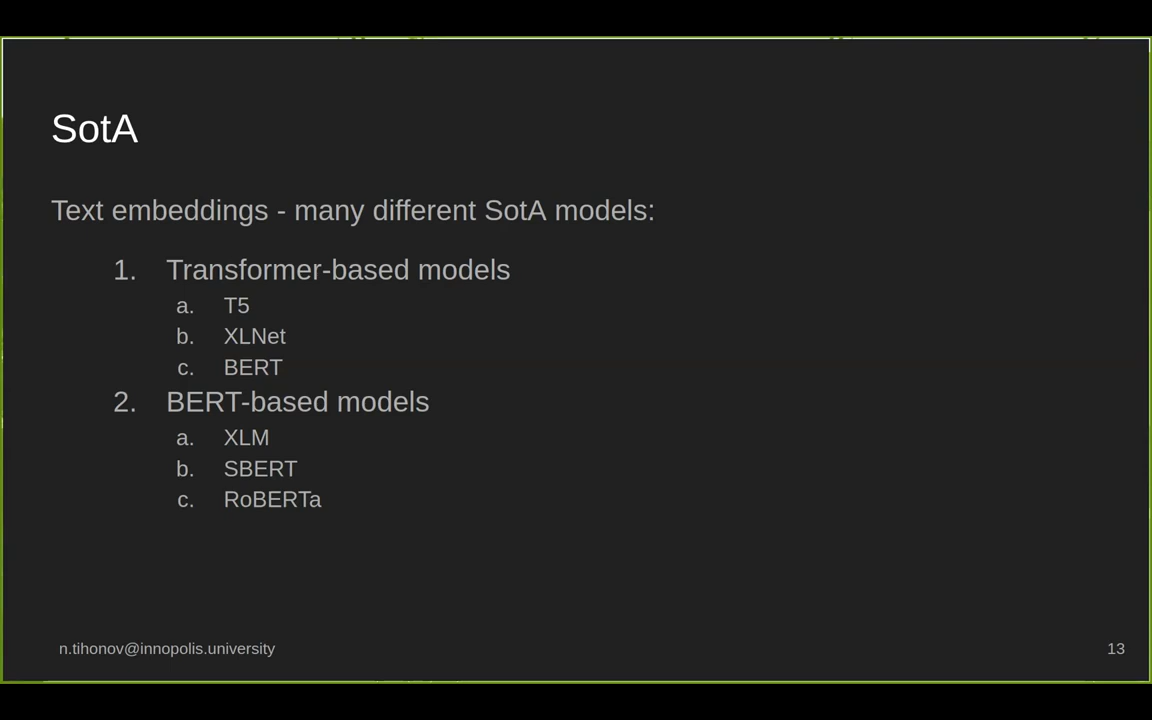 SotA
Text embeddings - many different SotA models:
1. Transformer-based models
a. T5
b. XLNet
c. BERT
2. BERT-based models
a. XLM
b. SBERT
c. RoBERTa
n.tihonov@innopolis.university
13